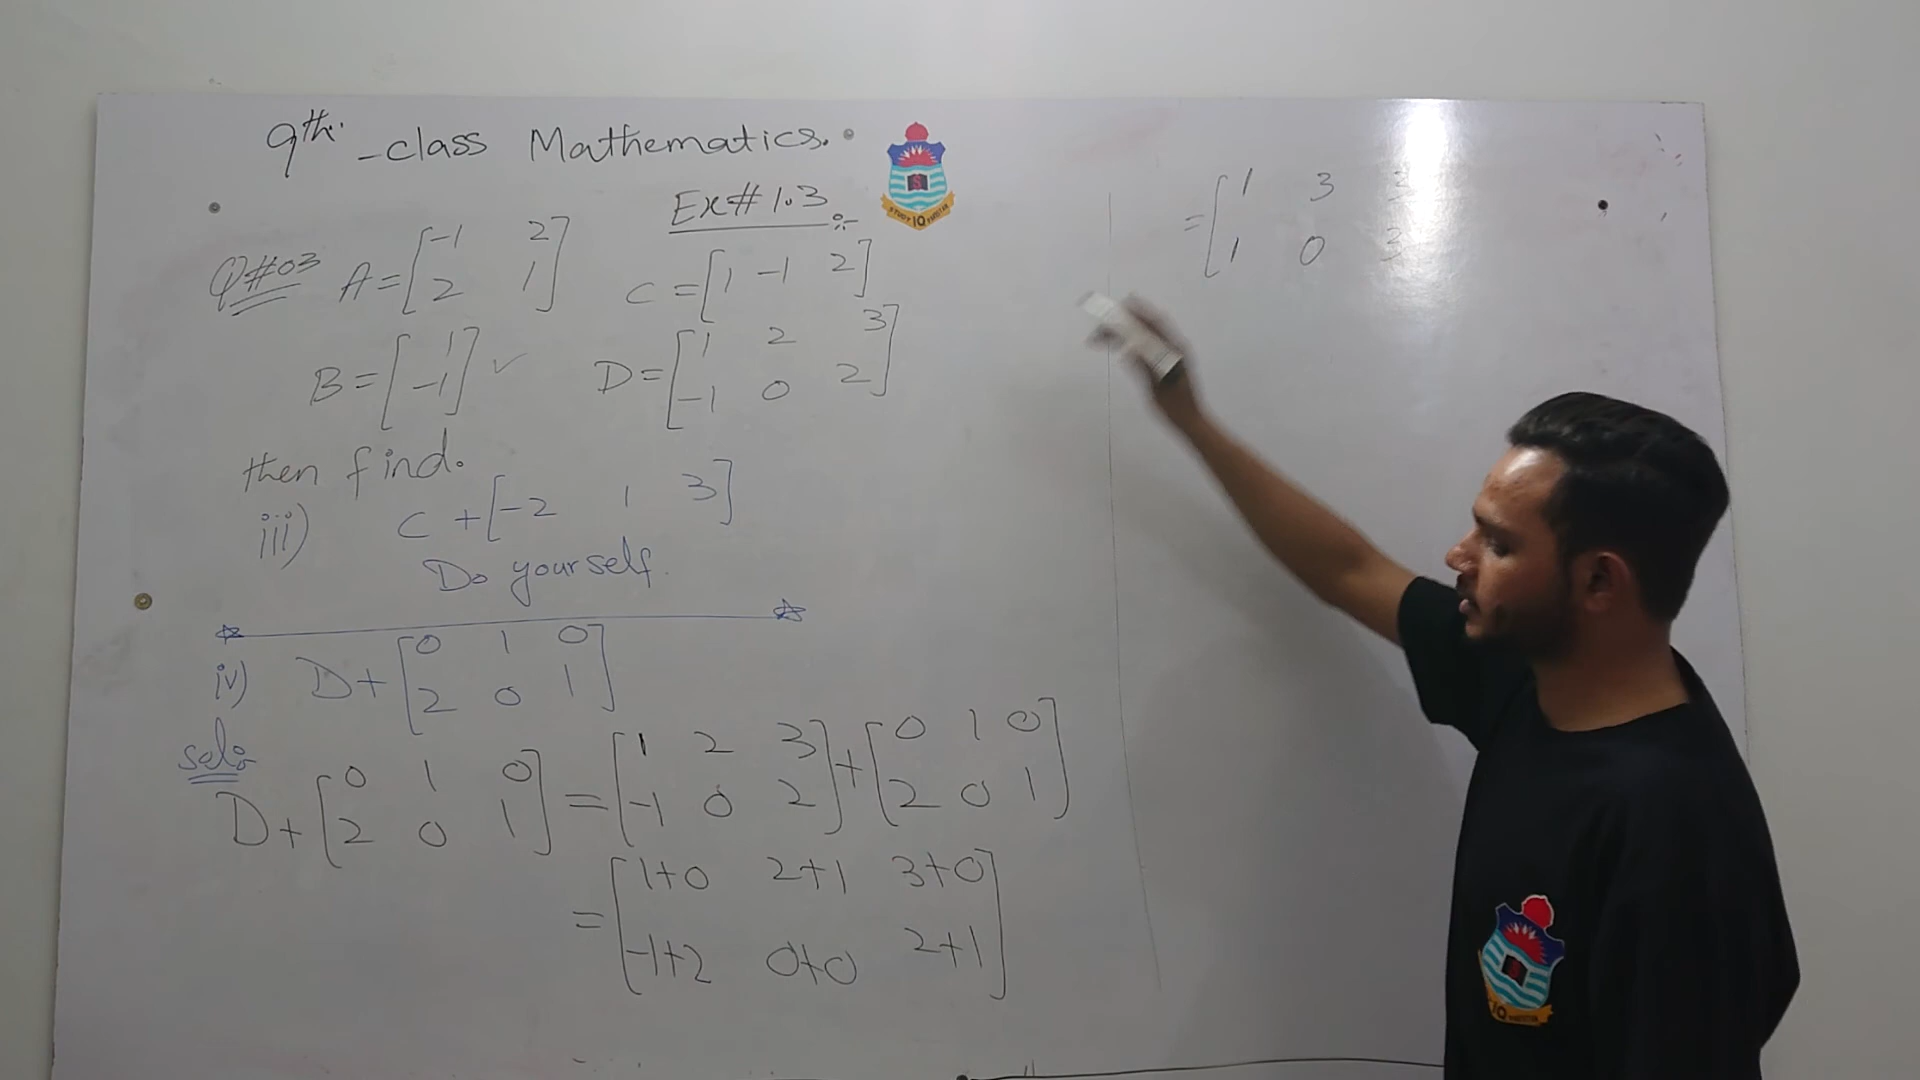 9th. - class Mathematics.
Ex# 1.3 :-
Q#03 A = [-1 2
2 1]
C = [1 -1 2]
B = [1
-1] ✓
D = [1 2 3
-1 0 2]
then find.
iii) C + [-2 1 3]
Do yourself.
iv) D + [0 1 0
2 0 1]
sol:
D + [0 1 0
2 0 1] = [1 2 3
-1 0 2] + [0 1 0
2 0 1]
= [1+0 2+1 3+0
-1+2 0+0 2+1]
= [1 3 3
1 0 3
STUDY IQ
IQ